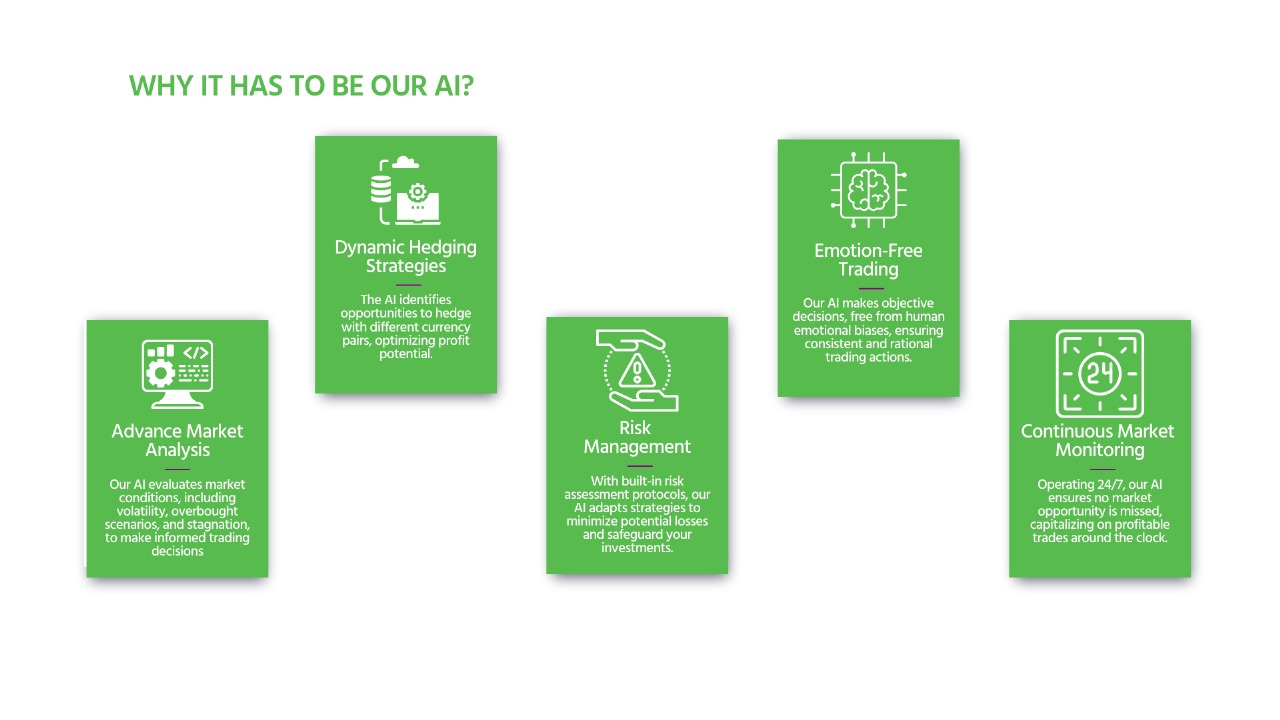 WHY IT HAS TO BE OUR AI?
Advance Market
Analysis
Our AI evaluates market
conditions, including
volatility, overbought
scenarios, and stagnation,
to make informed trading
decisions
Dynamic Hedging
Strategies
The AI identifies
opportunities to hedge
with different currency
pairs, optimizing profit
potential.
Risk
Management
With built-in risk
assessment protocols, our
AI adapts strategies to
minimize potential losses
and safeguard your
investments.
Emotion-Free
Trading
Our AI makes objective
decisions, free from human
emotional biases, ensuring
consistent and rational
trading actions.
24
Continuous Market
Monitoring
Operating 24/7, our AI
ensures no market
opportunity is missed,
capitalizing on profitable
trades around the clock.